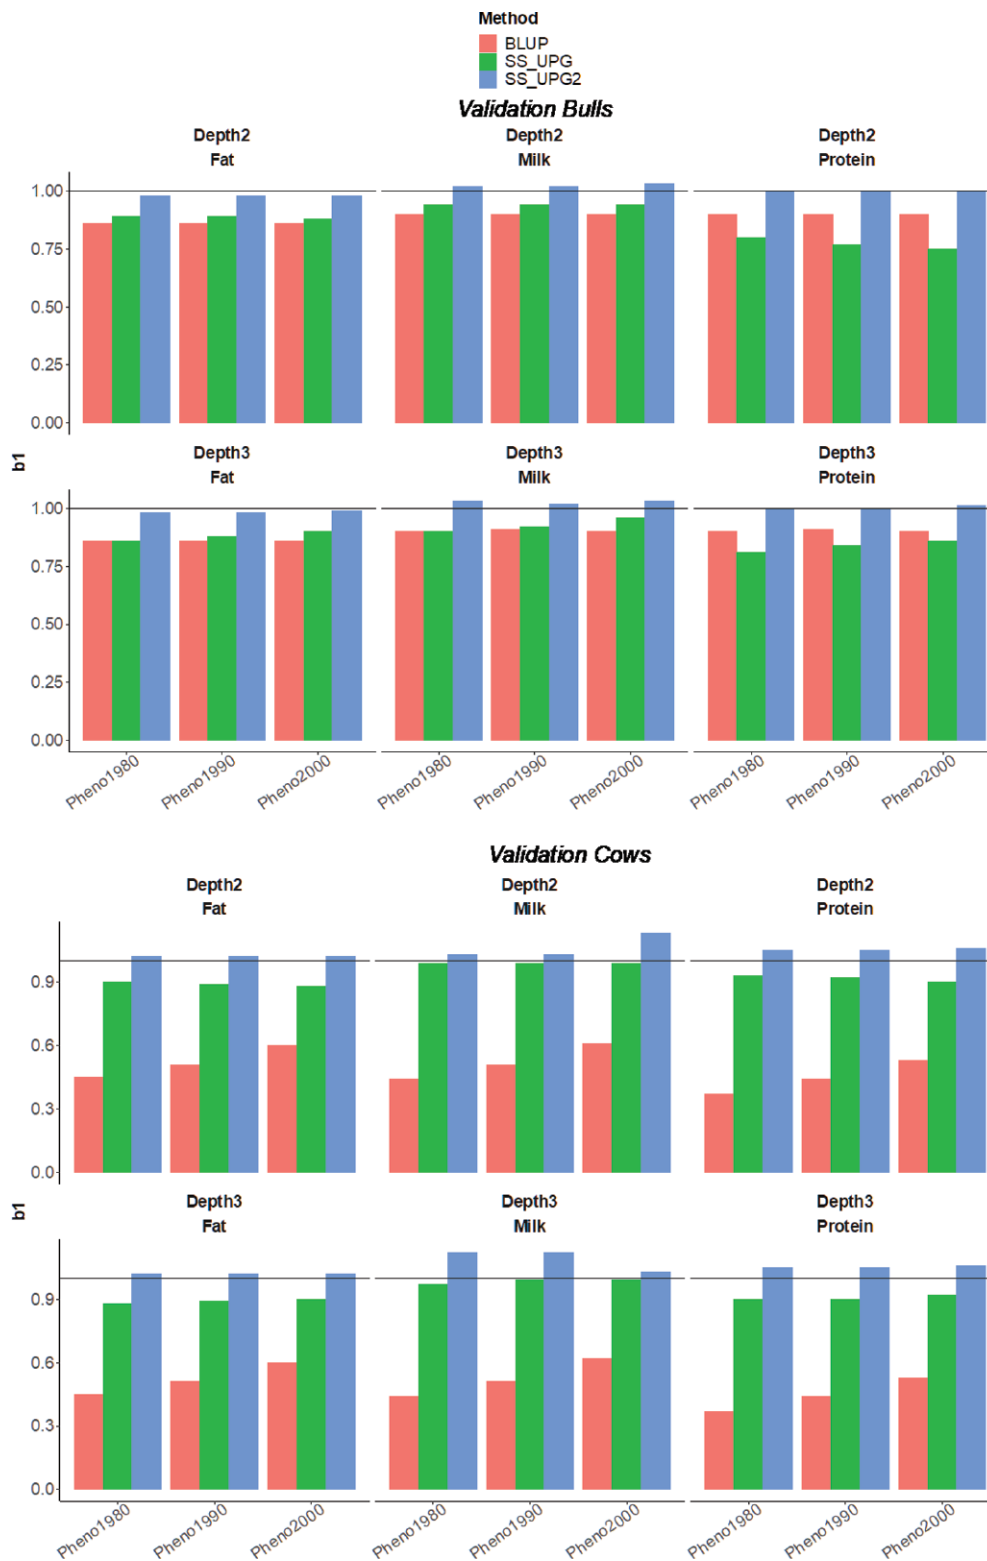 Method
BLUP
SS_UPG
SS_UPG2
Validation Bulls
Depth2 Depth2 Depth2
Fat Milk Protein
1.00
0.75
0.50
0.25
0.00
b1
Depth3 Depth3 Depth3
Fat Milk Protein
1.00
0.75
0.50
0.25
0.00
Pheno1980 Pheno1990 Pheno2000 Pheno1980 Pheno1990 Pheno2000 Pheno1980 Pheno1990 Pheno2000
Validation Cows
Depth2 Depth2 Depth2
Fat Milk Protein
0.9
0.6
0.3
0.0
b1
Depth3 Depth3 Depth3
Fat Milk Protein
0.9
0.6
0.3
0.0
Pheno1980 Pheno1990 Pheno2000 Pheno1980 Pheno1990 Pheno2000 Pheno1980 Pheno1990 Pheno2000